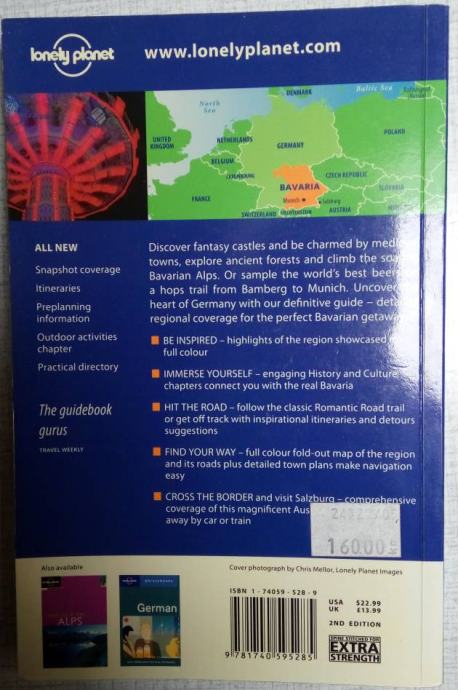 lonely planet
www.lonelyplanet.com
North
Sea
DENMARK
Baltic Sea
UNITED
KINGDOM
NETHERLANDS
GERMANY
POLAND
BELGIUM
LUXEMBOURG
CZECH REPUBLIC
BAVARIA
SLOVAKIA
FRANCE
Munich
Salzburg
SWITZERLAND
AUSTRIA
ALL NEW
Snapshot coverage
Itineraries
Preplanning
information
Outdoor activities
chapter
Practical directory
The guidebook
gurus
TRAVEL WEEKLY
Discover fantasy castles and be charmed by
towns, explore ancient forests and climb the
Bavarian Alps. Or sample the world's best
a hops trail from Bamberg to Munich. Uncover
heart of Germany with our definitive guide –
regional coverage for the perfect Bavarian
BE INSPIRED – highlights of the region showcased
full colour
IMMERSE YOURSELF – engaging History and Culture
chapters connect you with the real Bavaria
HIT THE ROAD – follow the classic Romantic Road trail
or get off track with inspirational itineraries and detours
suggestions
FIND YOUR WAY – full colour fold-out map of the region
and its roads plus detailed town plans make navigation
easy
CROSS THE BORDER and visit Salzburg – comprehensive
coverage of this magnificent
away by car or train
160.00
Also available
ALPS
German
Cover photograph by Chris Mellor, Lonely Planet Images
ISBN 1 - 74059 - 528 - 9
9 781740 595285
USA $22.99
UK £13.99
2ND EDITION
SPINE STITCHED FOR
EXTRA
STRENGTH